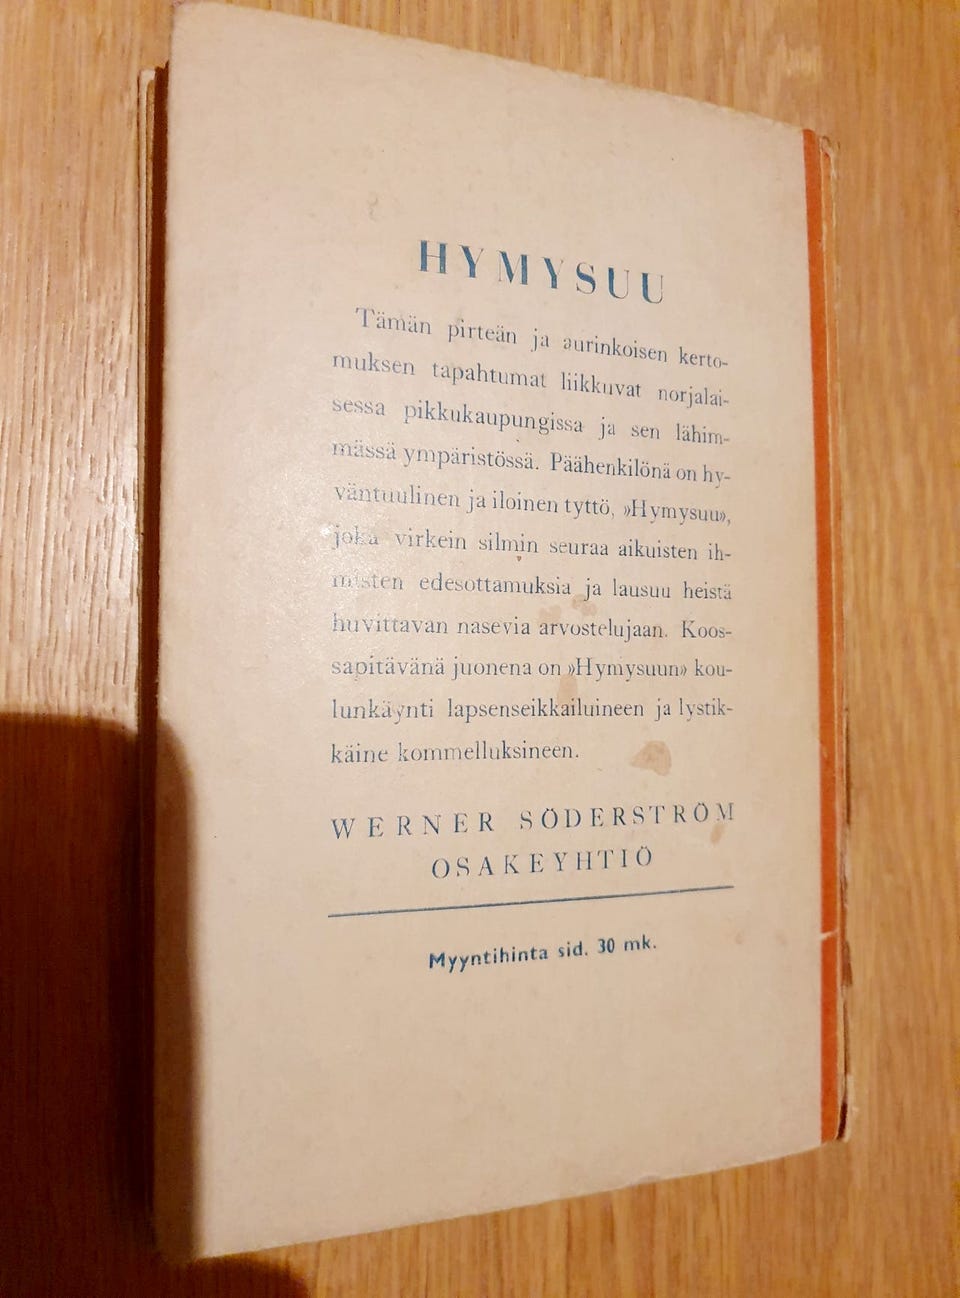 HYMYSUU
Tämän pirteän ja aurinkoisen kerto-
muksen tapahtumat liikkuvat norjalai-
sessa pikkukaupungissa ja sen lähim-
mässä ympäristössä. Päähenkilönä on hy-
väntuulinen ja iloinen tyttö, »Hymysuu»,
joka virkein silmin seuraa aikuisten ih-
misten edesottamuksia ja lausuu heistä
huvittavan nasevia arvostelujaan. Koos-
sapitävänä juonena on »Hymysuun» kou-
lunkäynti lapsenseikkailuineen ja lystik-
käine kommelluksineen.
WERNER SÖDERSTRÖM
OSAKEYHTIÖ
Myyntihinta sid. 30 mk.